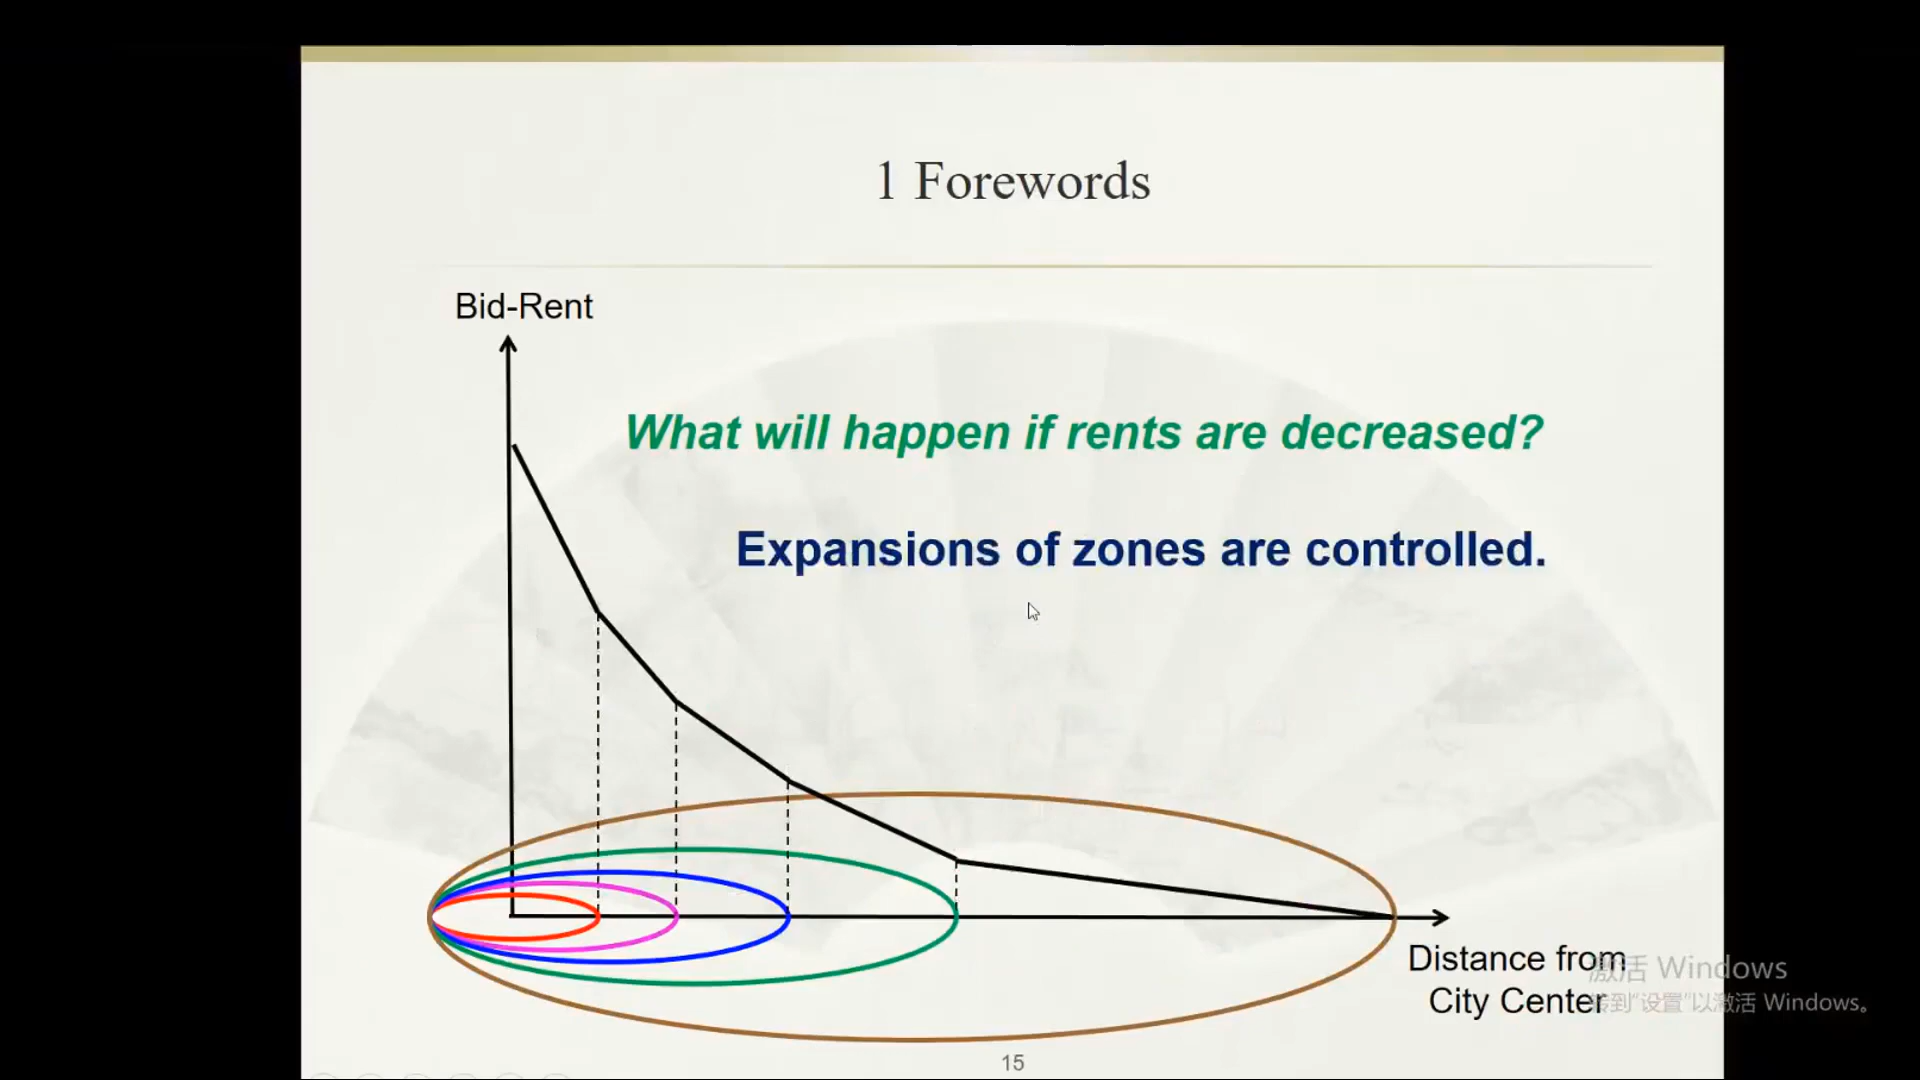 1 Forewords
Bid-Rent
What will happen if rents are decreased?
Expansions of zones are controlled.
Distance from
City Center
激活 Windows
转到“设置”以激活 Windows。
15